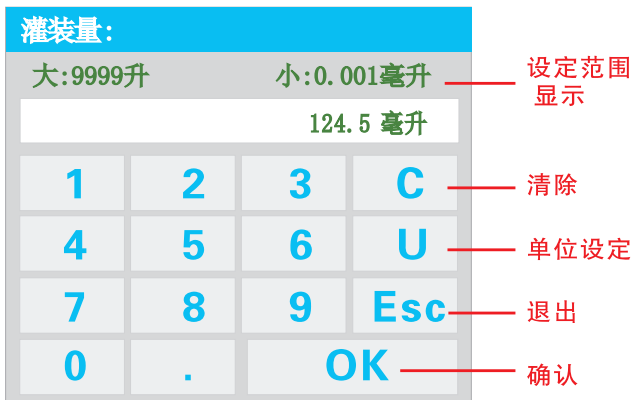 灌装量:
大:9999升 小:0.001毫升
设定范围
显示
124.5 毫升
1 2 3 C
清除
4 5 6 U
单位设定
7 8 9 Esc
退出
0 . OK
确认